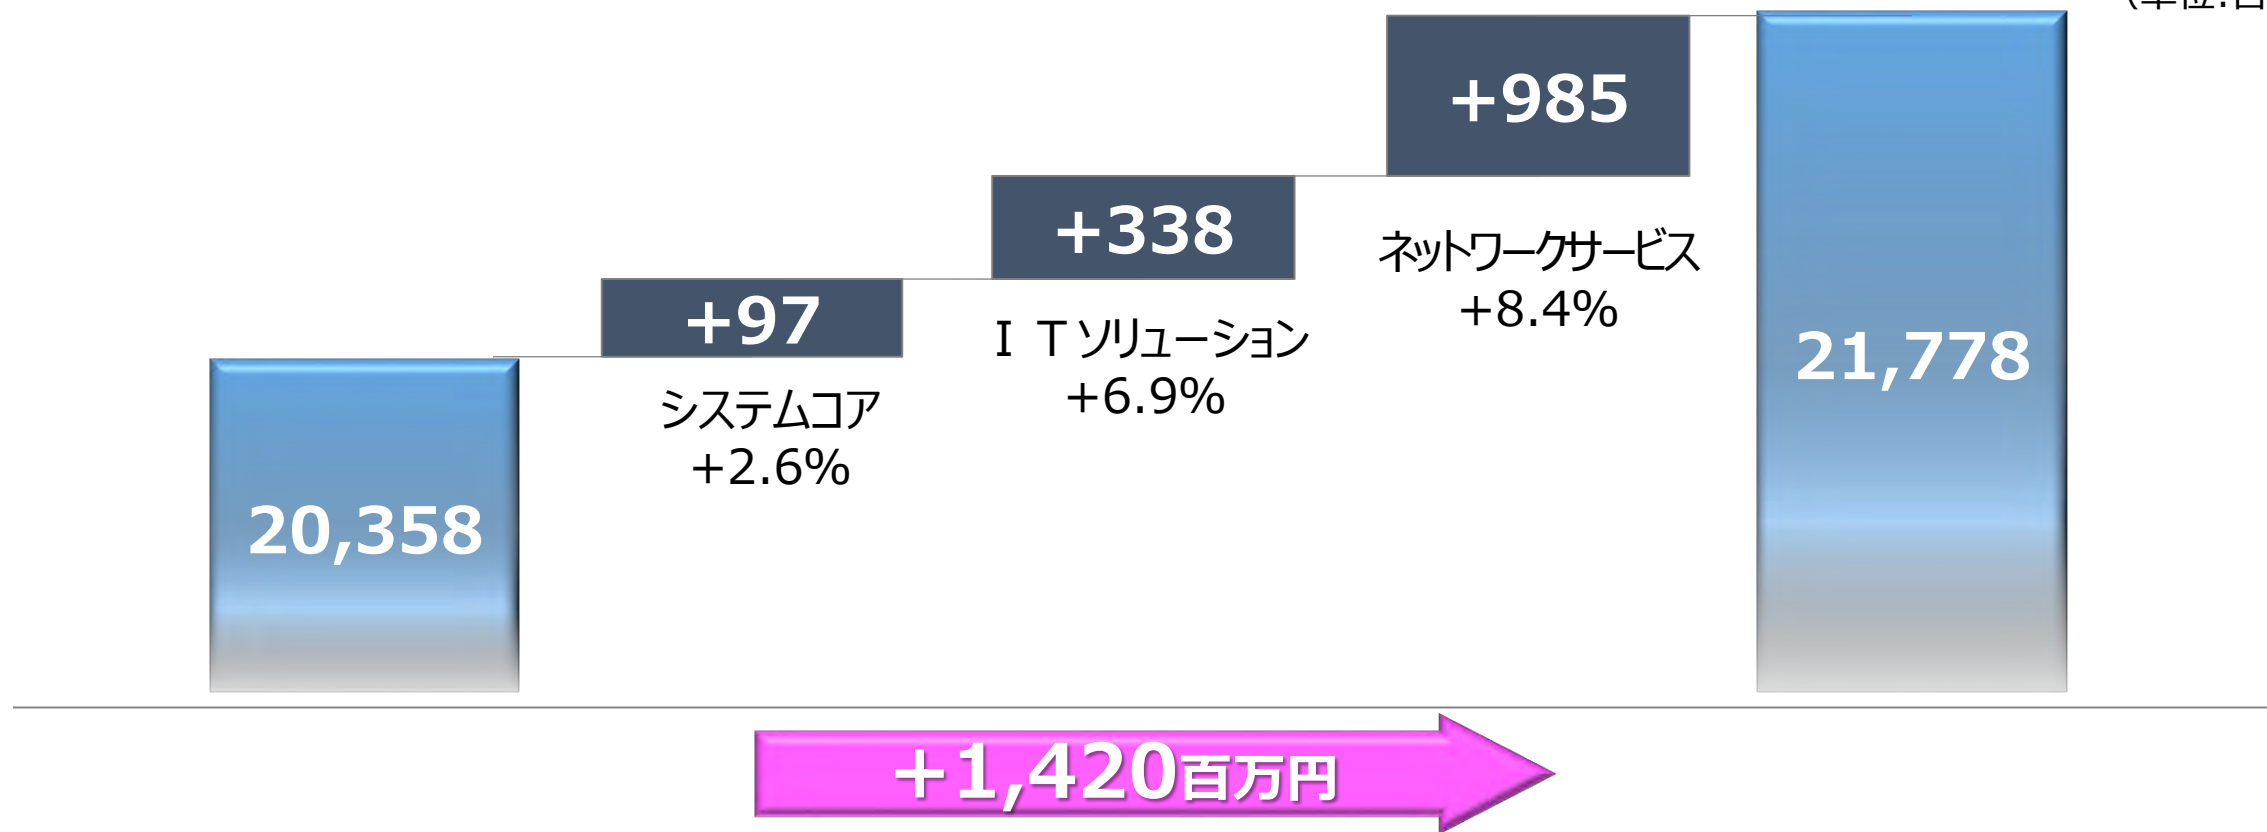 +985
+338
ネットワークサービス
+8.4%
+97
ＩＴソリューション
+6.9%
21,778
システムコア
+2.6%
20,358
+1,420百万円